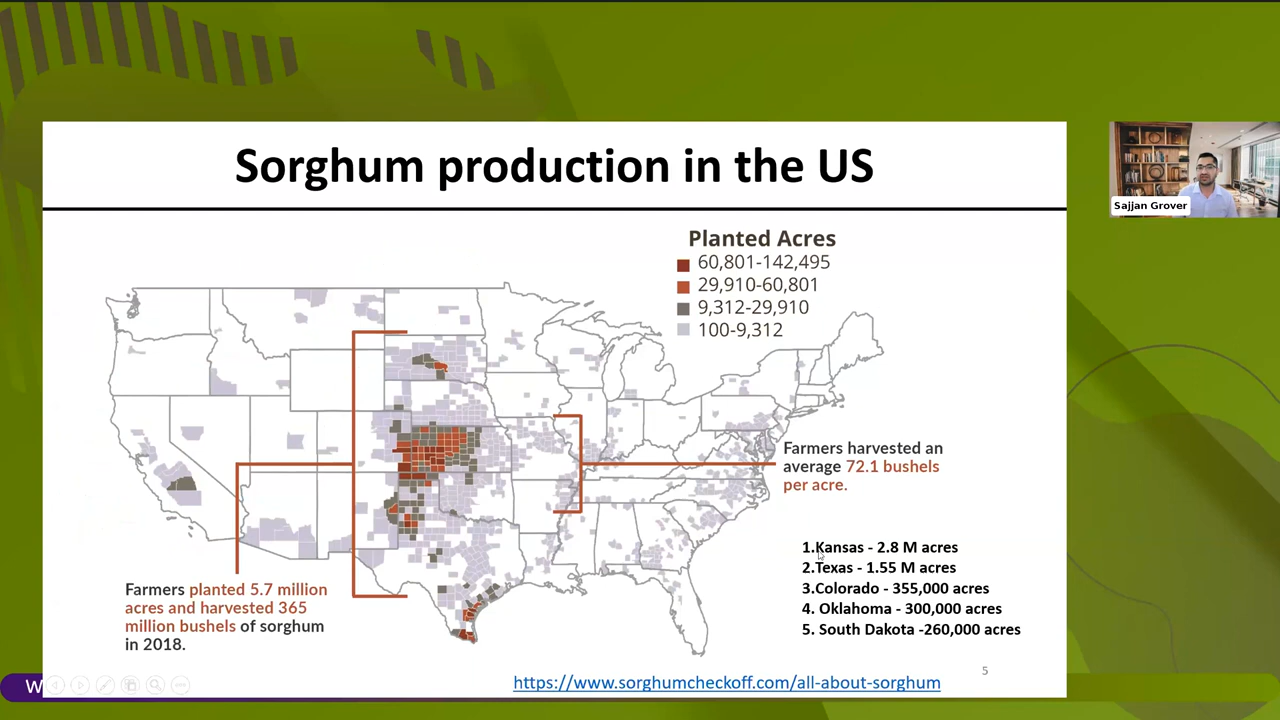 Sorghum production in the US
Sajjan Grover
Planted Acres
60,801-142,495
29,910-60,801
9,312-29,910
100-9,312
Farmers harvested an
average 72.1 bushels
per acre.
1.Kansas - 2.8 M acres
2.Texas - 1.55 M acres
3.Colorado - 355,000 acres
4. Oklahoma - 300,000 acres
5. South Dakota -260,000 acres
Farmers planted 5.7 million
acres and harvested 365
million bushels of sorghum
in 2018.
5
W
https://www.sorghumcheckoff.com/all-about-sorghum